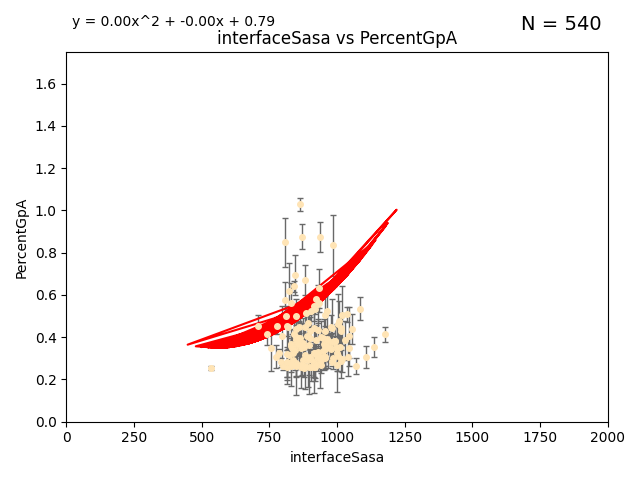 y = 0.00x^2 + -0.00x + 0.79
N = 540
interfaceSasa vs PercentGpA
PercentGpA
1.6
1.4
1.2
1.0
0.8
0.6
0.4
0.2
0.0
0 250 500 750 1000 1250 1500 1750 2000
interfaceSasa